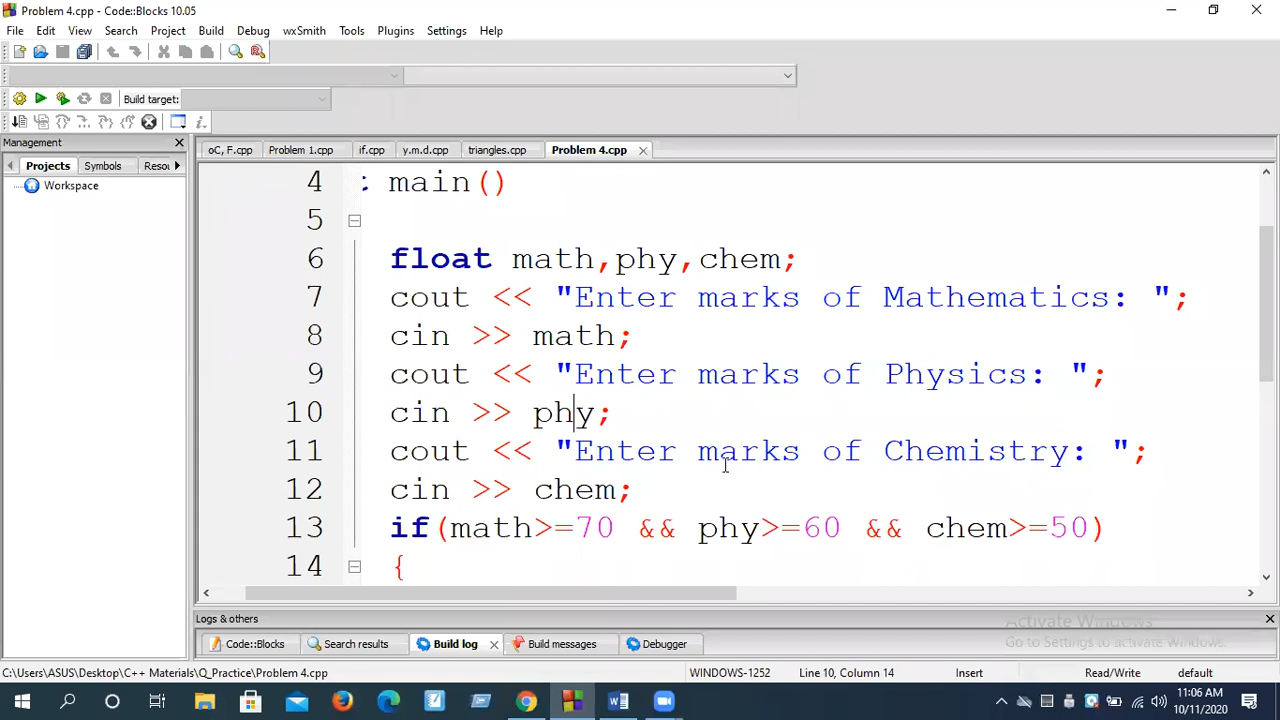 Problem 4.cpp - Code::Blocks 10.05
File Edit View Search Project Build Debug wxSmith Tools Plugins Settings Help
Build target:
Management
Projects Symbols Resou
Workspace
oC, F.cpp Problem 1.cpp if.cpp y.m.d.cpp triangles.cpp Problem 4.cpp
4 main()
5
6 float math,phy,chem;
7 cout << "Enter marks of Mathematics: ";
8 cin >> math;
9 cout << "Enter marks of Physics: ";
10 cin >> phy;
11 cout << "Enter marks of Chemistry: ";
12 cin >> chem;
13 if(math>=70 && phy>=60 && chem>=50)
14 {
Logs & others
Code::Blocks Search results Build log Build messages Debugger
Activate Windows
Go to Settings to activate Windows.
C:\Users\ASUS\Desktop\C++ Materials\Q_Practice\Problem 4.cpp WINDOWS-1252 Line 10, Column 14 Insert Read/Write default
11:06 AM
10/11/2020